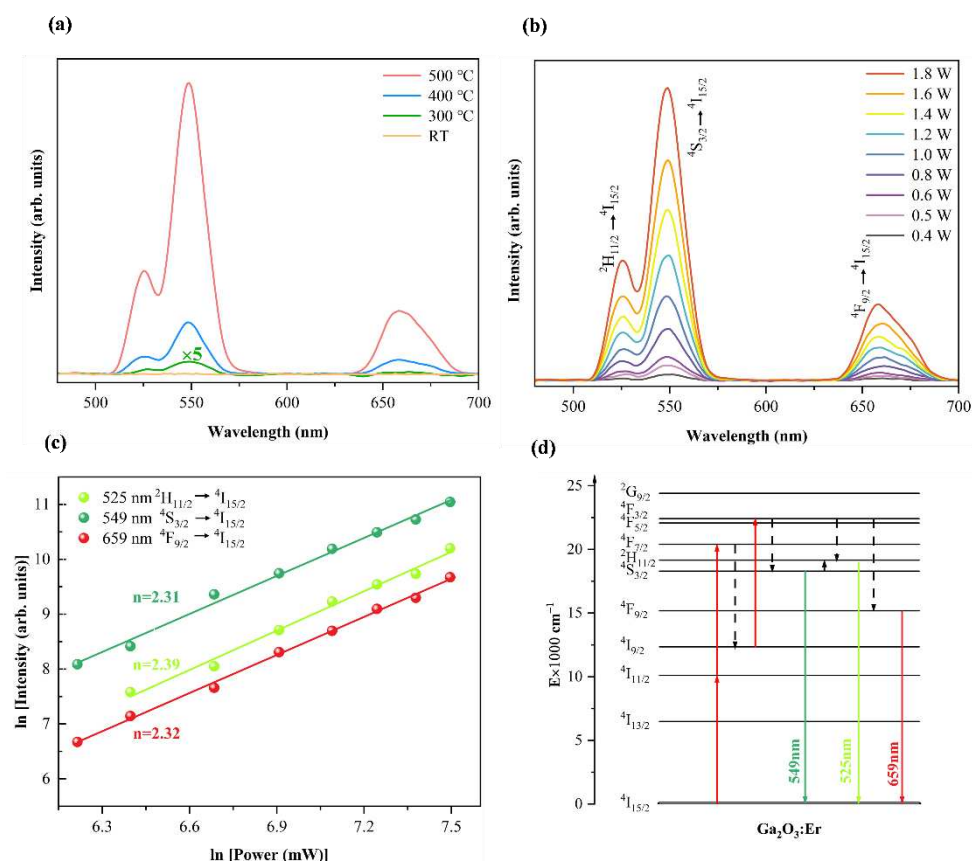 (a)
500 °C
400 °C
300 °C
RT
×5
Intensity (arb. units)
500 550 600 650 700
Wavelength (nm)
(b)
1.8 W
1.6 W
1.4 W
1.2 W
1.0 W
0.8 W
0.6 W
0.5 W
0.4 W
²H₁₁/₂ → ⁴I₁₅/₂
⁴S₃/₂ → ⁴I₁₅/₂
⁴F₉/₂ → ⁴I₁₅/₂
Intensity (arb. units)
500 550 600 650 700
Wavelength (nm)
(c)
525 nm ²H₁₁/₂ → ⁴I₁₅/₂
549 nm ⁴S₃/₂ → ⁴I₁₅/₂
659 nm ⁴F₉/₂ → ⁴I₁₅/₂
n=2.31
n=2.39
n=2.32
ln [Intensity (arb. units)]
11
10
9
8
7
6
6.3 6.6 6.9 7.2 7.5
ln [Power (mW)]
(d)
E×1000 cm⁻¹
25
20
15
10
5
0
²G₉/₂
⁴F₃/₂
⁴F₅/₂
⁴F₇/₂
²H₁₁/₂
⁴S₃/₂
⁴F₉/₂
⁴I₉/₂
⁴I₁₁/₂
⁴I₁₃/₂
⁴I₁₅/₂
549nm
525nm
659nm
Ga₂O₃:Er